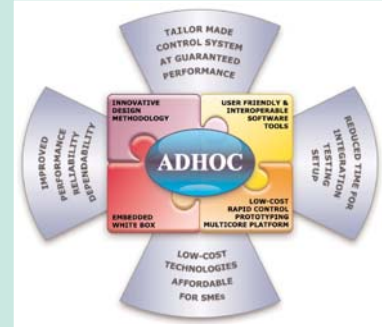 TAILOR MADE
CONTROL SYSTEM
AT GUARANTEED
PERFORMANCE
INNOVATIVE
DESIGN
METHODOLOGY
USER FRIENDLY &
INTEROPERABLE
SOFTWARE
TOOLS
IMPROVED
PERFORMANCE
RELIABILITY
DEPENDABILITY
ADHOC
REDUCED TIME FOR
INTEGRATION
TESTING
SETUP
EMBEDDED
WHITE BOX
LOW-COST
RAPID CONTROL
PROTOTYPING
MULTICORE PLATFORM
LOW-COST
TECHNOLOGIES
AFFORDABLE
FOR SMEs